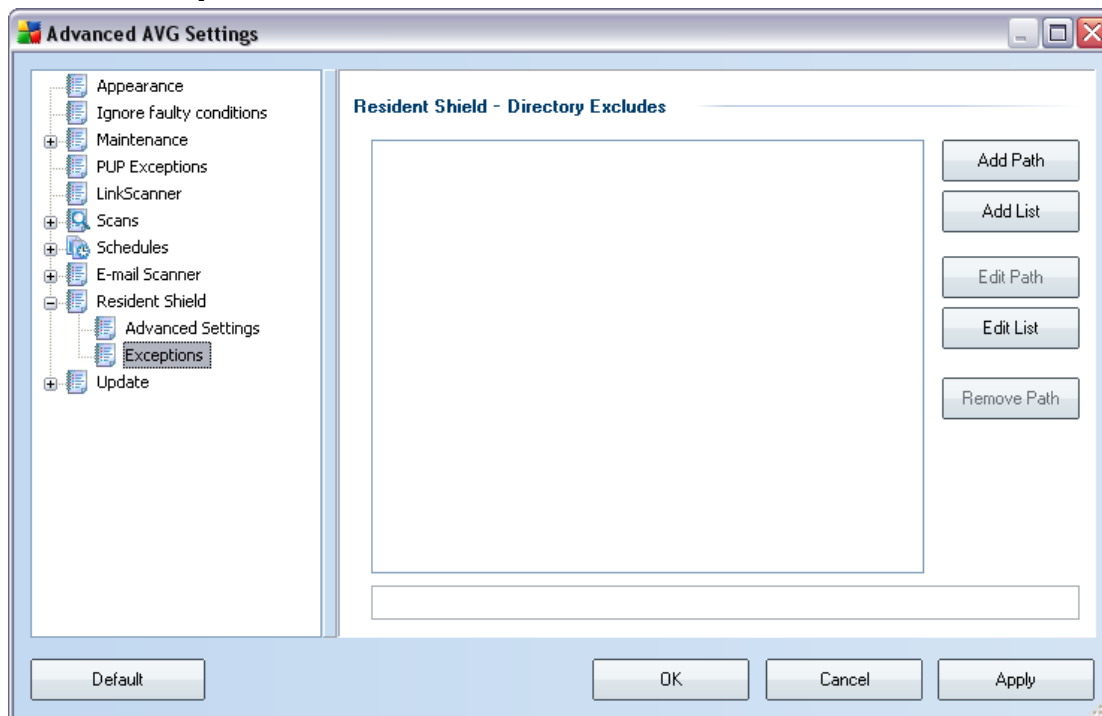 Advanced AVG Settings
Appearance
Ignore faulty conditions
Maintenance
PUP Exceptions
LinkScanner
Scans
Schedules
E-mail Scanner
Resident Shield
Advanced Settings
Exceptions
Update
Resident Shield - Directory Excludes
Add Path
Add List
Edit Path
Edit List
Remove Path
Default
OK
Cancel
Apply